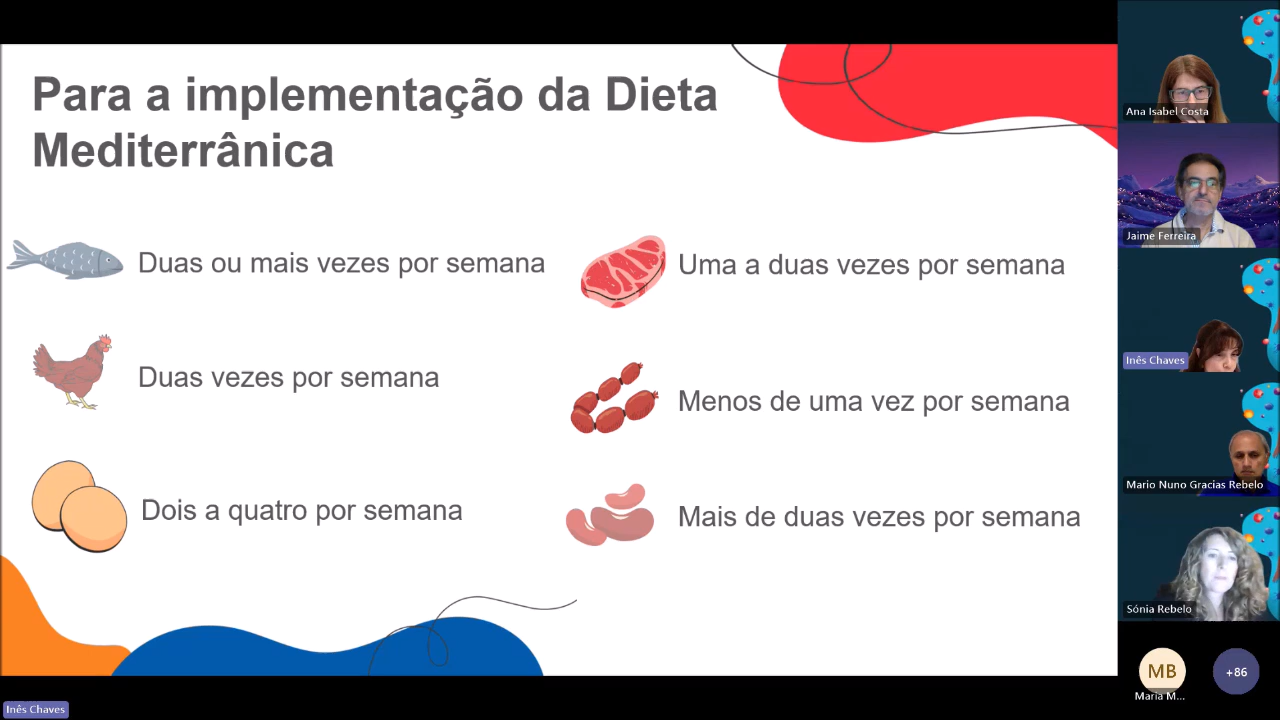 Para a implementação da Dieta
Mediterrânica
Duas ou mais vezes por semana
Uma a duas vezes por semana
Duas vezes por semana
Menos de uma vez por semana
Dois a quatro por semana
Mais de duas vezes por semana
Ana Isabel Costa
Jaime Ferreira
Inês Chaves
Mario Nuno Gracias Rebelo
Sónia Rebelo
MB
+86
Maria M...
Inês Chaves